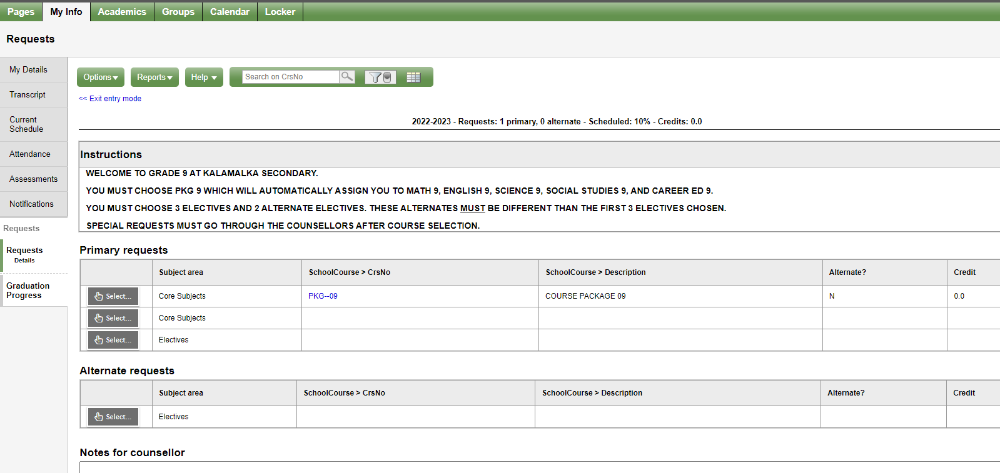 Pages My Info Academics Groups Calendar Locker
Requests
My Details
Transcript
Current
Schedule
Attendance
Assessments
Notifications
Requests
Requests
Details
Graduation
Progress
Options Reports Help Search on CrsNo
<< Exit entry mode
2022-2023 - Requests: 1 primary, 0 alternate - Scheduled: 10% - Credits: 0.0
Instructions
WELCOME TO GRADE 9 AT KALAMALKA SECONDARY.
YOU MUST CHOOSE PKG 9 WHICH WILL AUTOMATICALLY ASSIGN YOU TO MATH 9, ENGLISH 9, SCIENCE 9, SOCIAL STUDIES 9, AND CAREER ED 9.
YOU MUST CHOOSE 3 ELECTIVES AND 2 ALTERNATE ELECTIVES. THESE ALTERNATES MUST BE DIFFERENT THAN THE FIRST 3 ELECTIVES CHOSEN.
SPECIAL REQUESTS MUST GO THROUGH THE COUNSELLORS AFTER COURSE SELECTION.
Primary requests
Subject area SchoolCourse > CrsNo SchoolCourse > Description Alternate? Credit
Select... Core Subjects PKG--09 COURSE PACKAGE 09 N 0.0
Select... Core Subjects
Select... Electives
Alternate requests
Subject area SchoolCourse > CrsNo SchoolCourse > Description Alternate? Credit
Select... Electives
Notes for counsellor